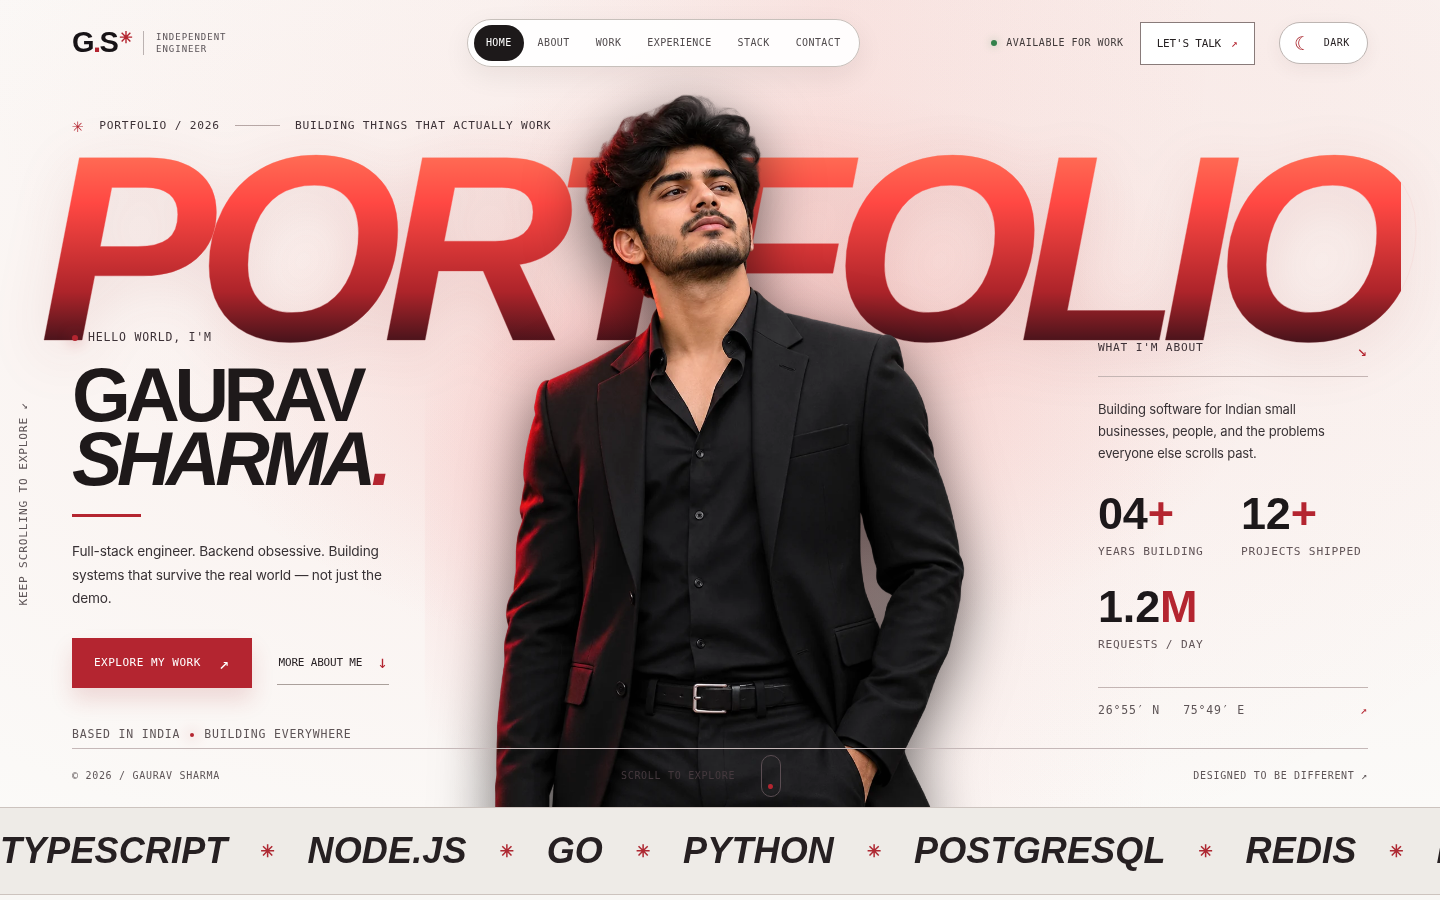 G.S✳
INDEPENDENT
ENGINEER
HOME ABOUT WORK EXPERIENCE STACK CONTACT
AVAILABLE FOR WORK
LET'S TALK ↗
DARK
PORTFOLIO / 2026
BUILDING THINGS THAT ACTUALLY WORK
PORTFOLIO
HELLO WORLD, I'M
GAURAV
SHARMA.
Full-stack engineer. Backend obsessive. Building
systems that survive the real world — not just the
demo.
EXPLORE MY WORK ↗
MORE ABOUT ME ↓
BASED IN INDIA • BUILDING EVERYWHERE
KEEP SCROLLING TO EXPLORE ↙
WHAT I'M ABOUT ↘
Building software for Indian small
businesses, people, and the problems
everyone else scrolls past.
04+
YEARS BUILDING
12+
PROJECTS SHIPPED
1.2M
REQUESTS / DAY
26°55′ N 75°49′ E ↗
© 2026 / GAURAV SHARMA
SCROLL TO EXPLORE
DESIGNED TO BE DIFFERENT ↗
TYPESCRIPT ✳ NODE.JS ✳ GO ✳ PYTHON ✳ POSTGRESQL ✳ REDIS ✳